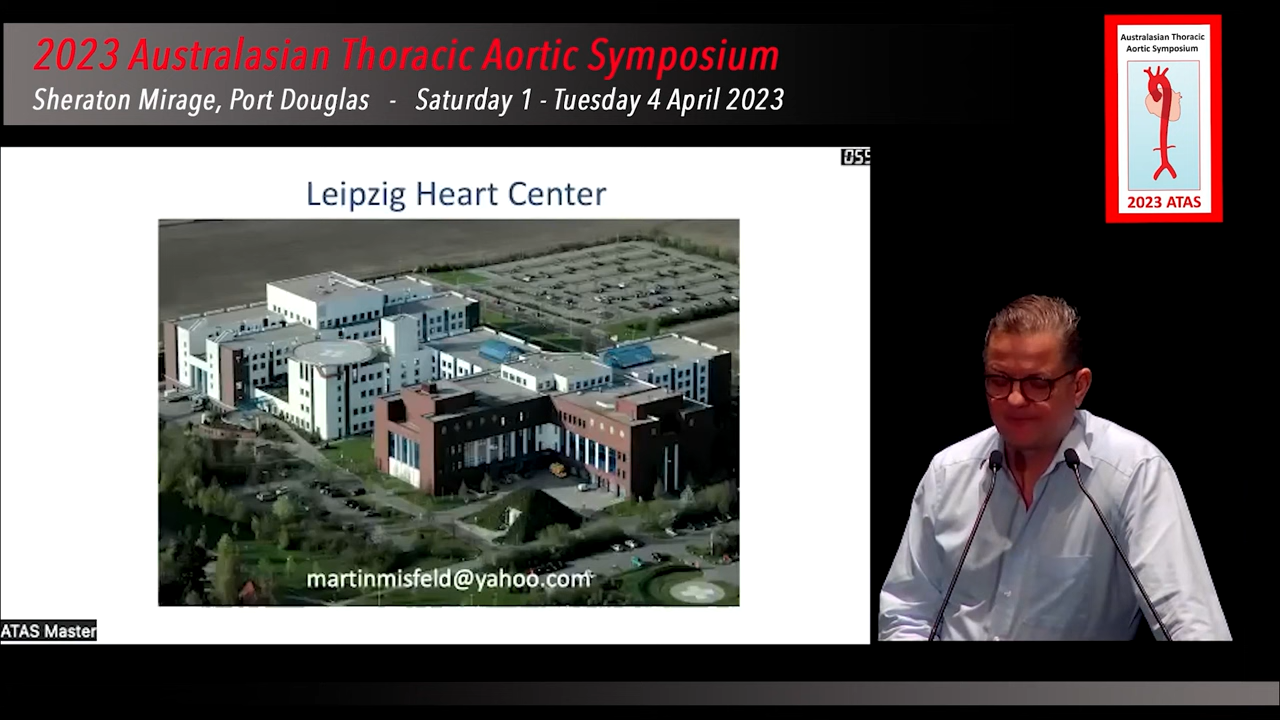 2023 Australasian Thoracic Aortic Symposium
Sheraton Mirage, Port Douglas - Saturday 1 - Tuesday 4 April 2023
Australasian Thoracic
Aortic Symposium
2023 ATAS
Leipzig Heart Center
martinmisfeld@yahoo.com
ATAS Master